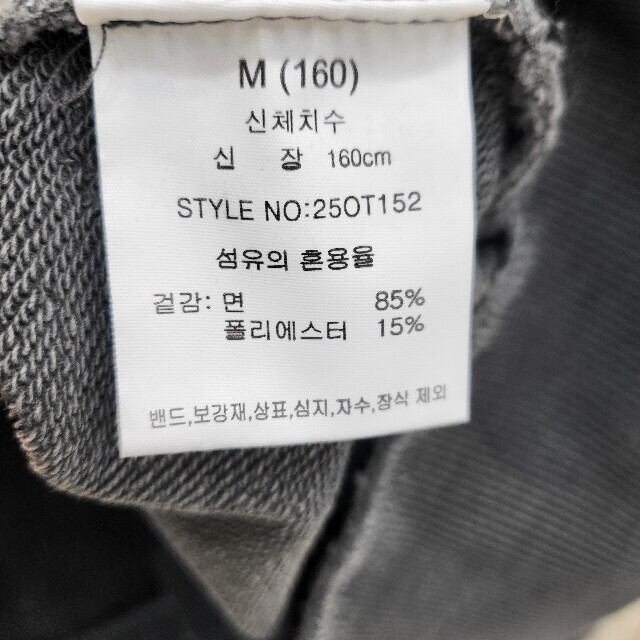 M (160)
신체치수
신 장 160cm
STYLE NO:25OT152
섬유의 혼용율
겉감: 면 85%
폴리에스터 15%
밴드,보강재,상표,심지,자수,장식 제외